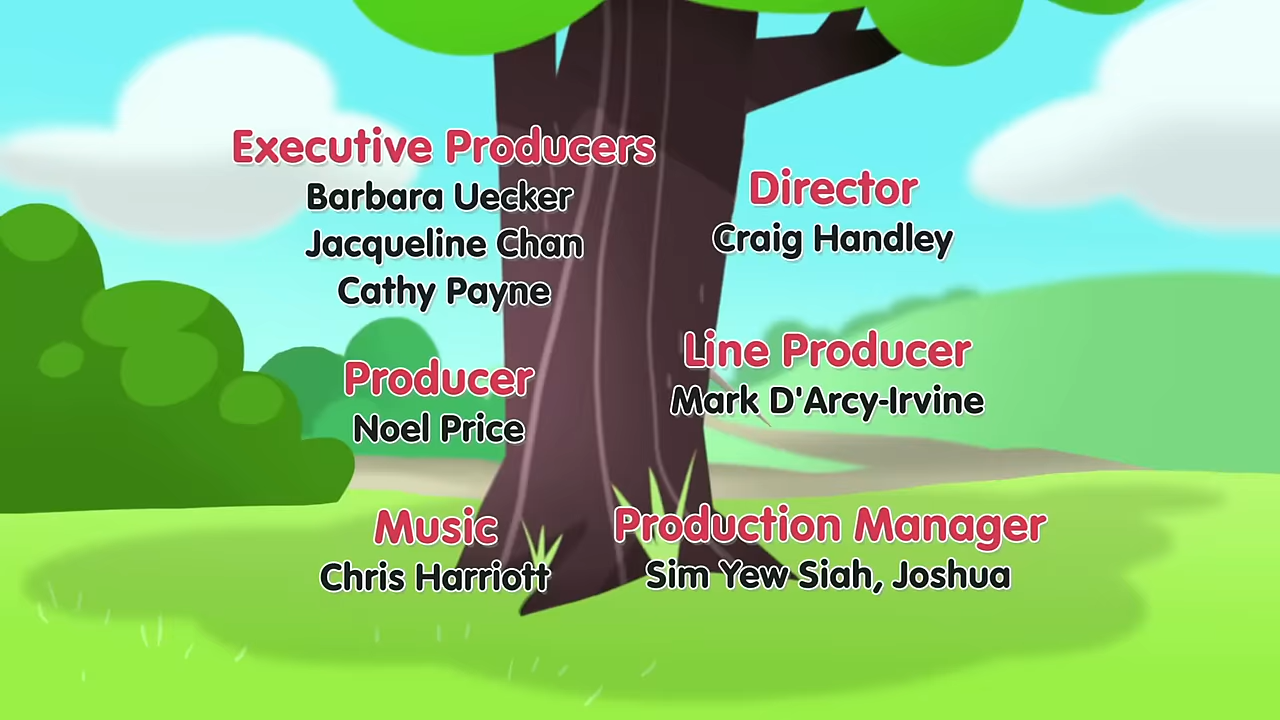 Executive Producers
Barbara Uecker
Jacqueline Chan
Cathy Payne
Producer
Noel Price
Music
Chris Harriott
Director
Craig Handley
Line Producer
Mark D'Arcy-Irvine
Production Manager
Sim Yew Siah, Joshua